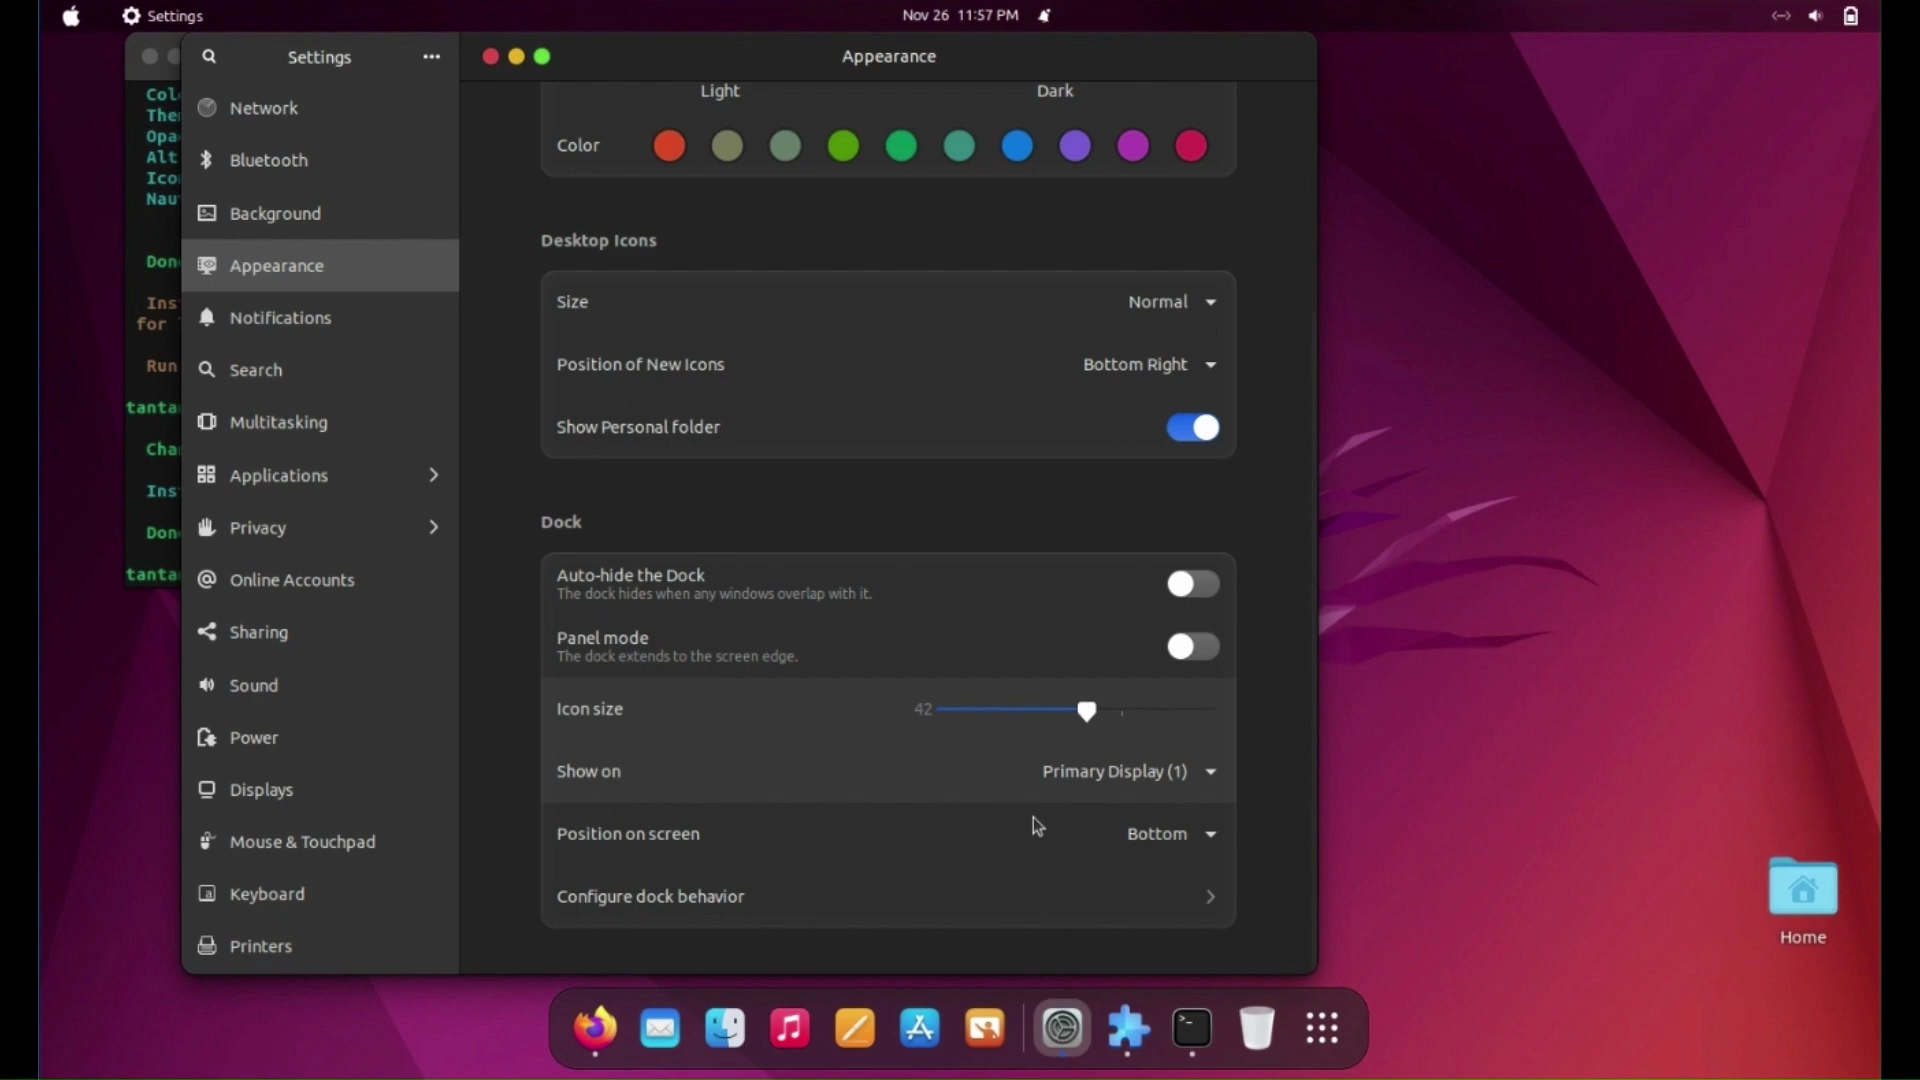 Settings
Nov 26 11:57 PM
Settings
Appearance
Network
Bluetooth
Background
Appearance
Notifications
Search
Multitasking
Applications
Privacy
Online Accounts
Sharing
Sound
Power
Displays
Mouse & Touchpad
Keyboard
Printers
Light
Dark
Color
Desktop Icons
Size
Normal
Position of New Icons
Bottom Right
Show Personal folder
Dock
Auto-hide the Dock
The dock hides when any windows overlap with it.
Panel mode
The dock extends to the screen edge.
Icon size
42
Show on
Primary Display (1)
Position on screen
Bottom
Configure dock behavior
Opa
Alt
for
Run
Home